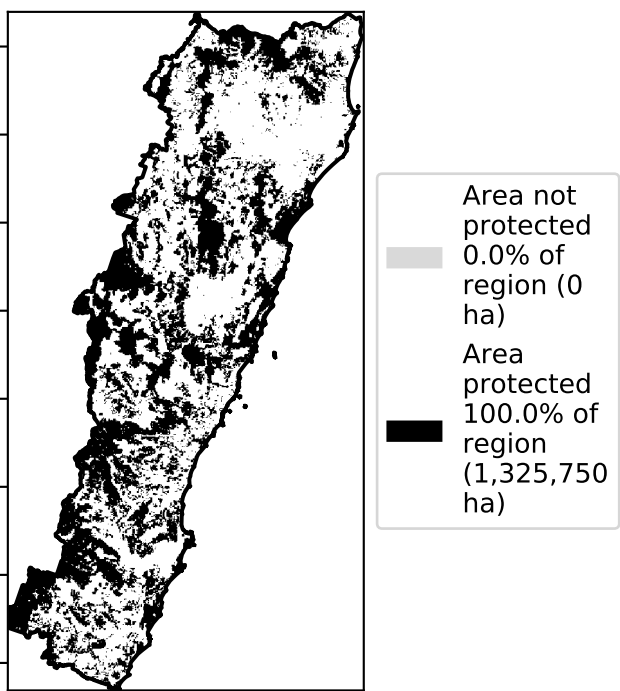 Area not
protected
0.0% of
region (0
ha)
Area
protected
100.0% of
region
(1,325,750
ha)